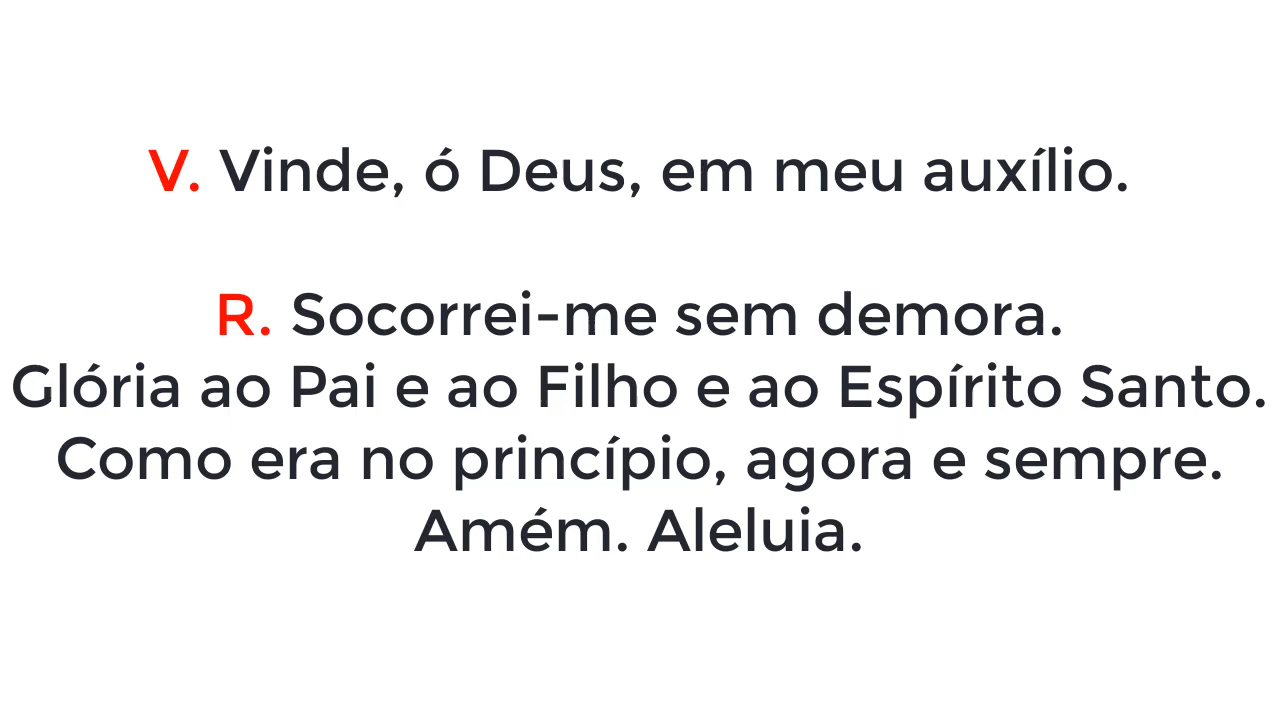 V. Vinde, ó Deus, em meu auxílio.
R. Socorrei-me sem demora.
Glória ao Pai e ao Filho e ao Espírito Santo.
Como era no princípio, agora e sempre.
Amém. Aleluia.